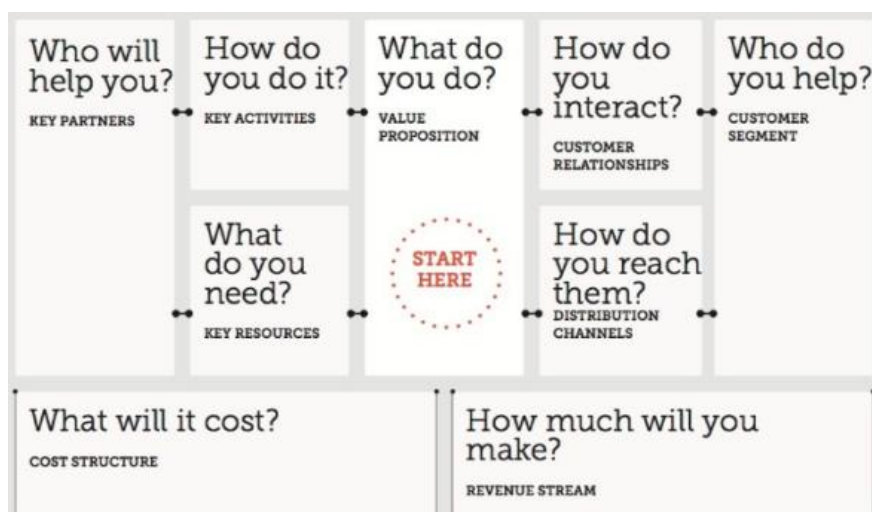 Who will
help you?
KEY PARTNERS
How do
you do it?
KEY ACTIVITIES
What
do you
need?
KEY RESOURCES
What do
you do?
VALUE
PROPOSITION
START
HERE
How do
you
interact?
CUSTOMER
RELATIONSHIPS
How do
you reach
them?
DISTRIBUTION
CHANNELS
Who do
you help?
CUSTOMER
SEGMENT
What will it cost?
COST STRUCTURE
How much will you
make?
REVENUE STREAM